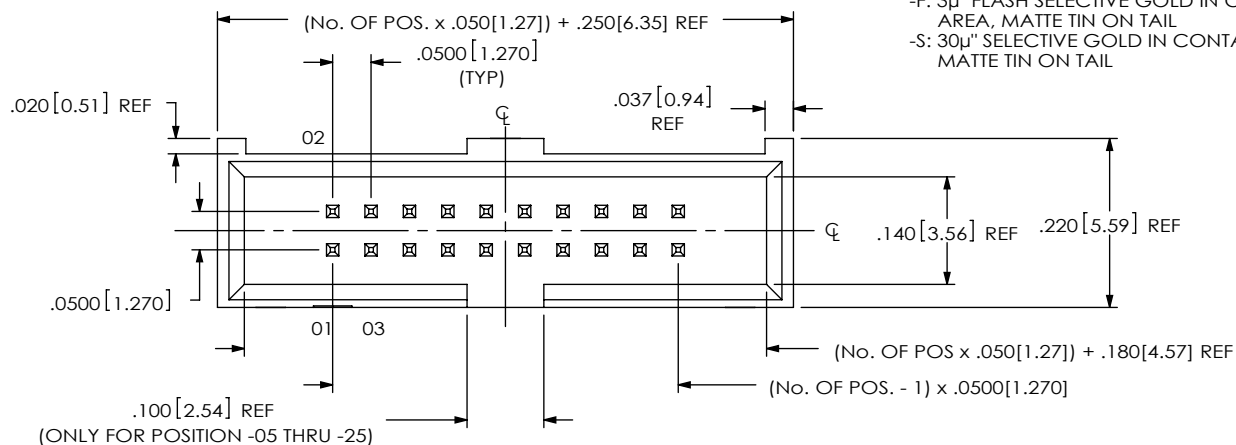 -F: 3µ" FLASH SELECTIVE GOLD IN
AREA, MATTE TIN ON TAIL
-S: 30µ" SELECTIVE GOLD IN
MATTE TIN ON TAIL
(No. OF POS. x .050[1.27]) + .250[6.35] REF
.0500[1.270]
(TYP)
.020[0.51] REF
.037[0.94]
REF
℄
02
℄
.140[3.56] REF
.220[5.59] REF
.0500[1.270]
01
03
(No. OF POS x .050[1.27]) + .180[4.57] REF
(No. OF POS. - 1) x .0500[1.270]
.100[2.54] REF
(ONLY FOR POSITION -05 THRU -25)